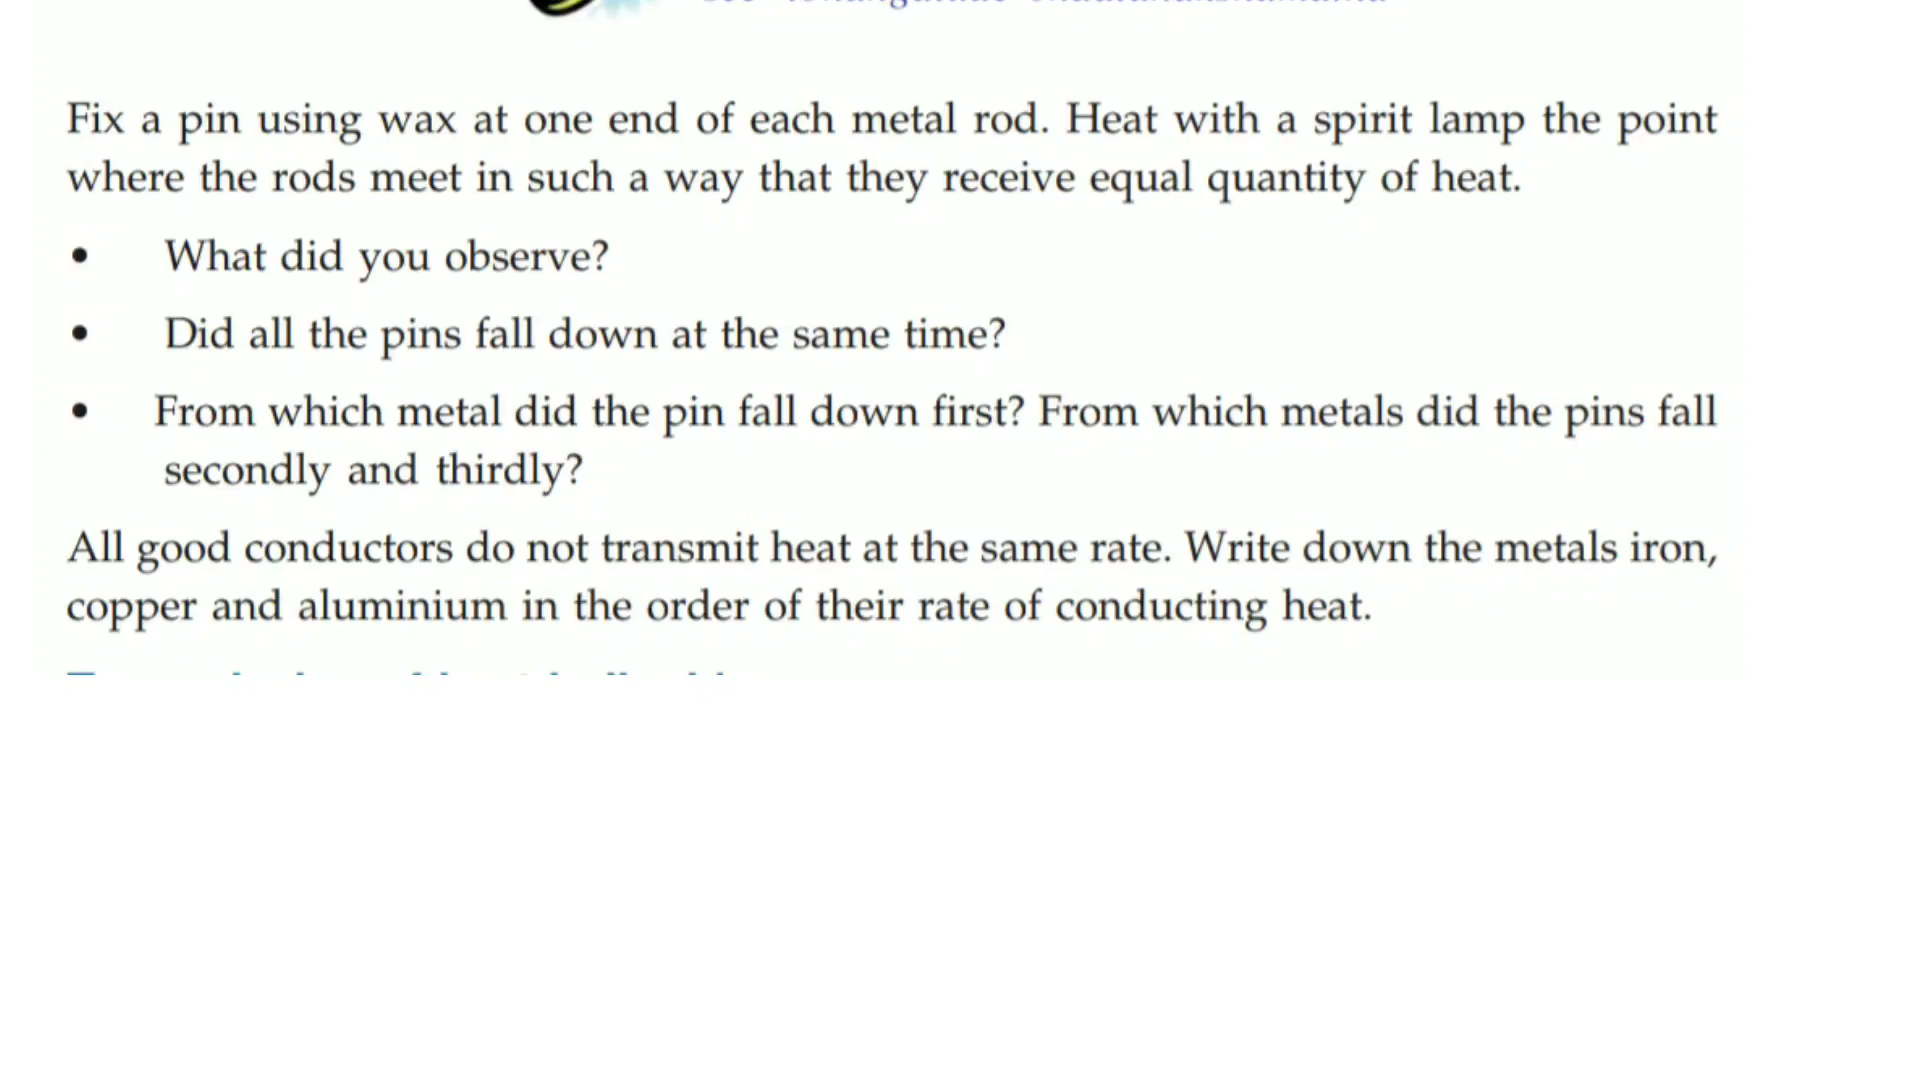 Fix a pin using wax at one end of each metal rod. Heat with a spirit lamp the point
where the rods meet in such a way that they receive equal quantity of heat.
• What did you observe?
• Did all the pins fall down at the same time?
• From which metal did the pin fall down first? From which metals did the pins fall
secondly and thirdly?
All good conductors do not transmit heat at the same rate. Write down the metals iron,
copper and aluminium in the order of their rate of conducting heat.